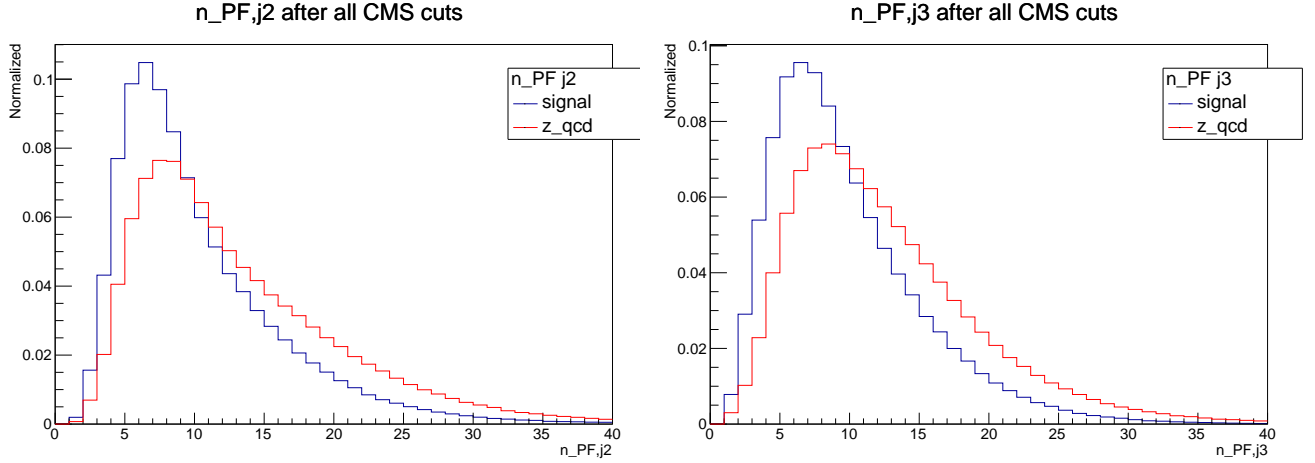 n_PF,j2 after all CMS cuts
Normalized
n_PF j2
signal
z_qcd
0.1
0.08
0.06
0.04
0.02
0
0 5 10 15 20 25 30 35 40
n_PF,j2
n_PF,j3 after all CMS cuts
Normalized
n_PF j3
signal
z_qcd
0.1
0.08
0.06
0.04
0.02
0
0 5 10 15 20 25 30 35 40
n_PF,j3